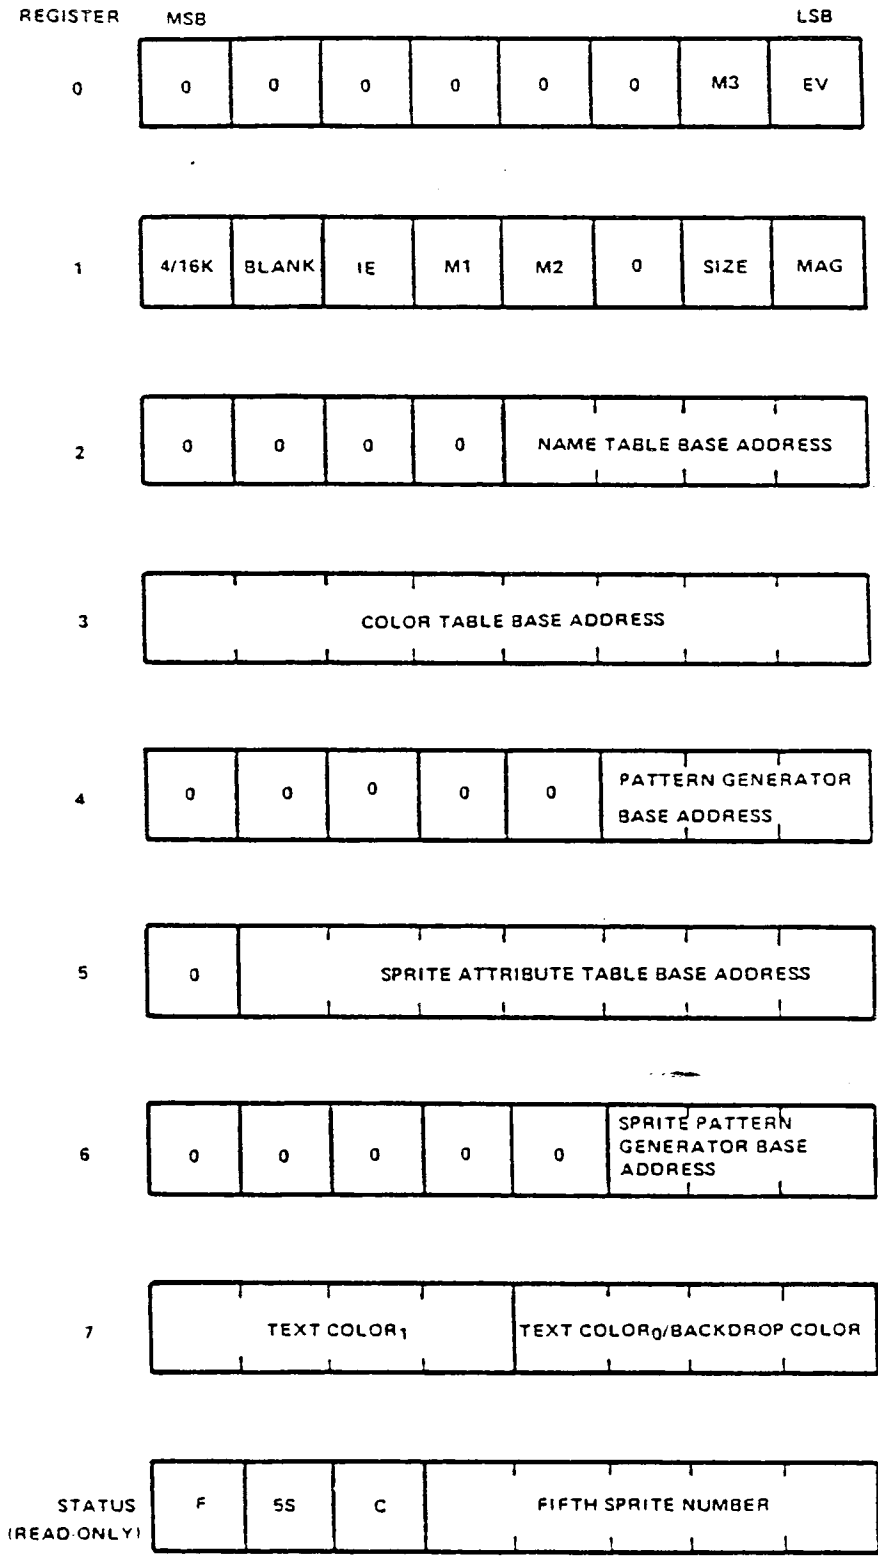 REGISTER MSB LSB
0 0 0 0 0 0 0 M3 EV
1 4/16K BLANK IE M1 M2 0 SIZE MAG
2 0 0 0 0 NAME TABLE BASE ADDRESS
3 COLOR TABLE BASE ADDRESS
4 0 0 0 0 0 PATTERN GENERATOR
BASE ADDRESS
5 0 SPRITE ATTRIBUTE TABLE BASE ADDRESS
6 0 0 0 0 0 SPRITE PATTERN
GENERATOR BASE
ADDRESS
7 TEXT COLOR₁ TEXT COLOR₀/BACKDROP COLOR
STATUS F 5S C FIFTH SPRITE NUMBER
(READ-ONLY)